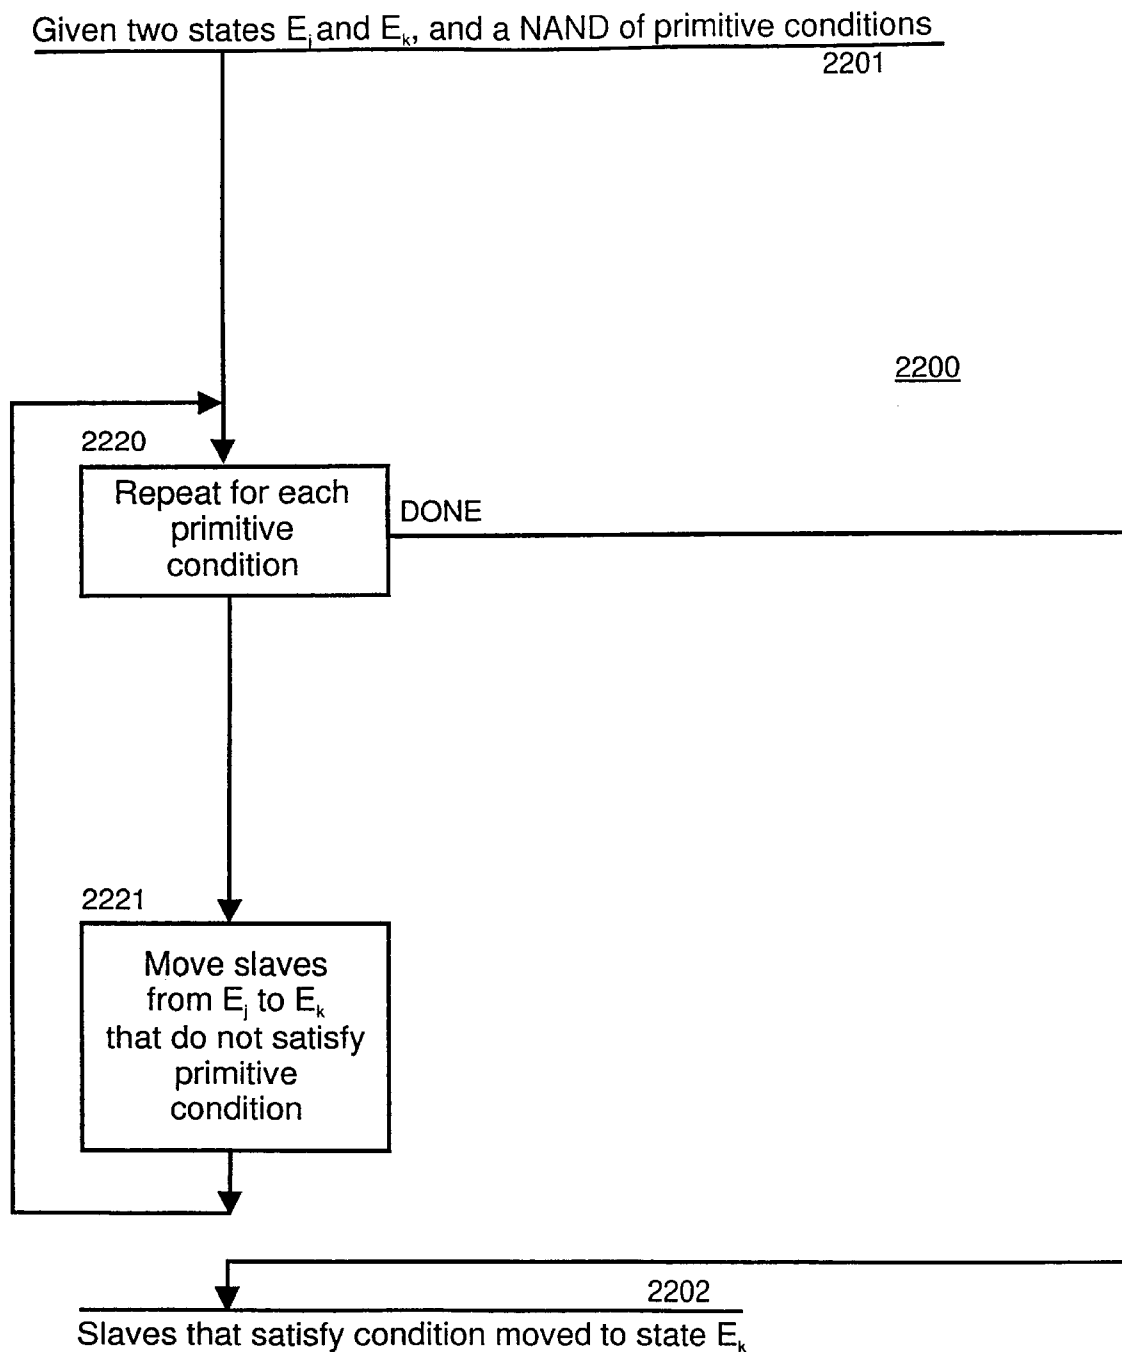 Given two states Ej and Ek, and a NAND of primitive conditions
2201
2200
2220
Repeat for each
primitive
condition
DONE
2221
Move slaves
from Ej to Ek
that do not satisfy
primitive
condition
2202
Slaves that satisfy condition moved to state Ek